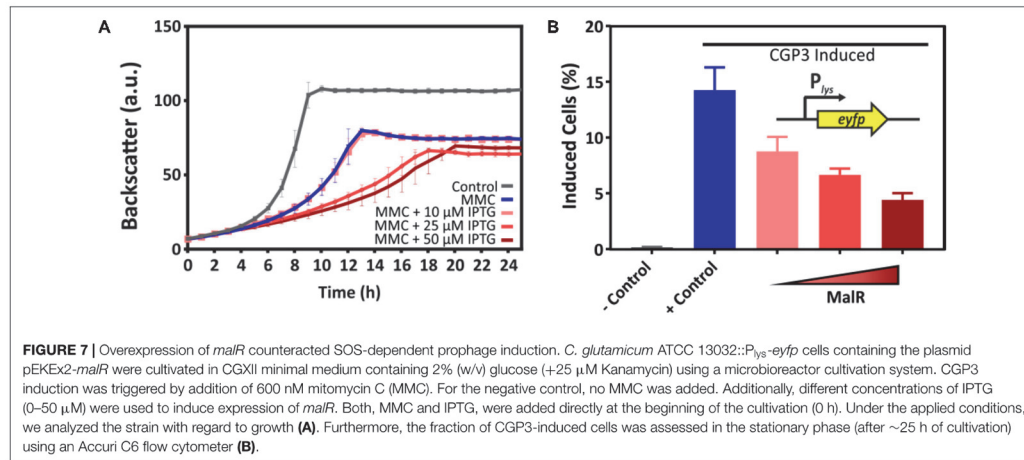 A
150
100
50
0
Backscatter (a.u.)
0 2 4 6 8 10 12 14 16 18 20 22 24
Time (h)
Control
MMC
MMC + 10 µM IPTG
MMC + 25 µM IPTG
MMC + 50 µM IPTG
B
20
15
10
5
0
Induced Cells (%)
CGP3 Induced
Plys
eyfp
- Control
+ Control
MalR
FIGURE 7 | Overexpression of malR counteracted SOS-dependent prophage induction. C. glutamicum ATCC 13032::Plys-eyfp cells containing the plasmid
pEKEx2-malR were cultivated in CGXII minimal medium containing 2% (w/v) glucose (+25 µM Kanamycin) using a microbioreactor cultivation system. CGP3
induction was triggered by addition of 600 nM mitomycin C (MMC). For the negative control, no MMC was added. Additionally, different concentrations of IPTG
(0–50 µM) were used to induce expression of malR. Both, MMC and IPTG, were added directly at the beginning of the cultivation (0 h). Under the applied conditions,
we analyzed the strain with regard to growth (A). Furthermore, the fraction of CGP3-induced cells was assessed in the stationary phase (after ~25 h of cultivation)
using an Accuri C6 flow cytometer (B).